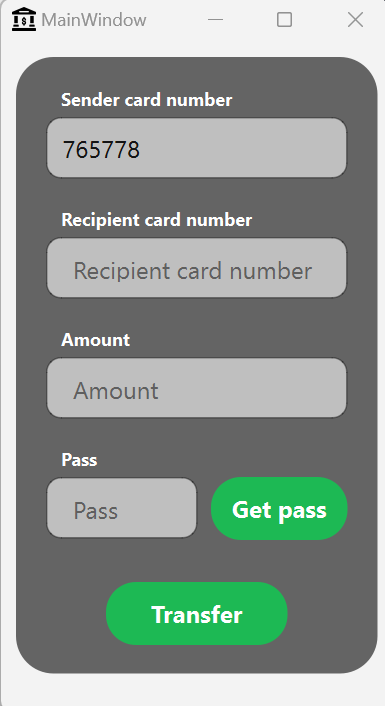 MainWindow
Sender card number
765778
Recipient card number
Recipient card number
Amount
Amount
Pass
Pass Get pass
Transfer